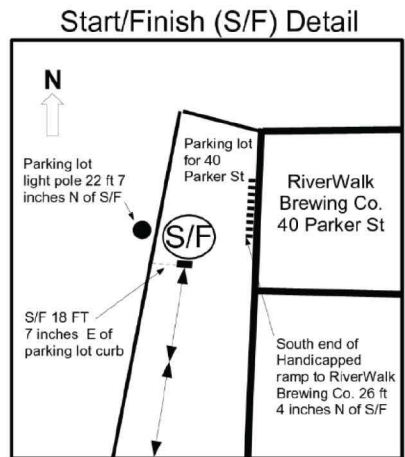 Start/Finish (S/F) Detail
N
Parking lot
for 40
Parker St
Parking lot
light pole 22 ft 7
inches N of S/F
RiverWalk
Brewing Co.
40 Parker St
S/F
S/F 18 FT
7 inches E of
parking lot curb
South end of
Handicapped
ramp to RiverWalk
Brewing Co. 26 ft
4 inches N of S/F